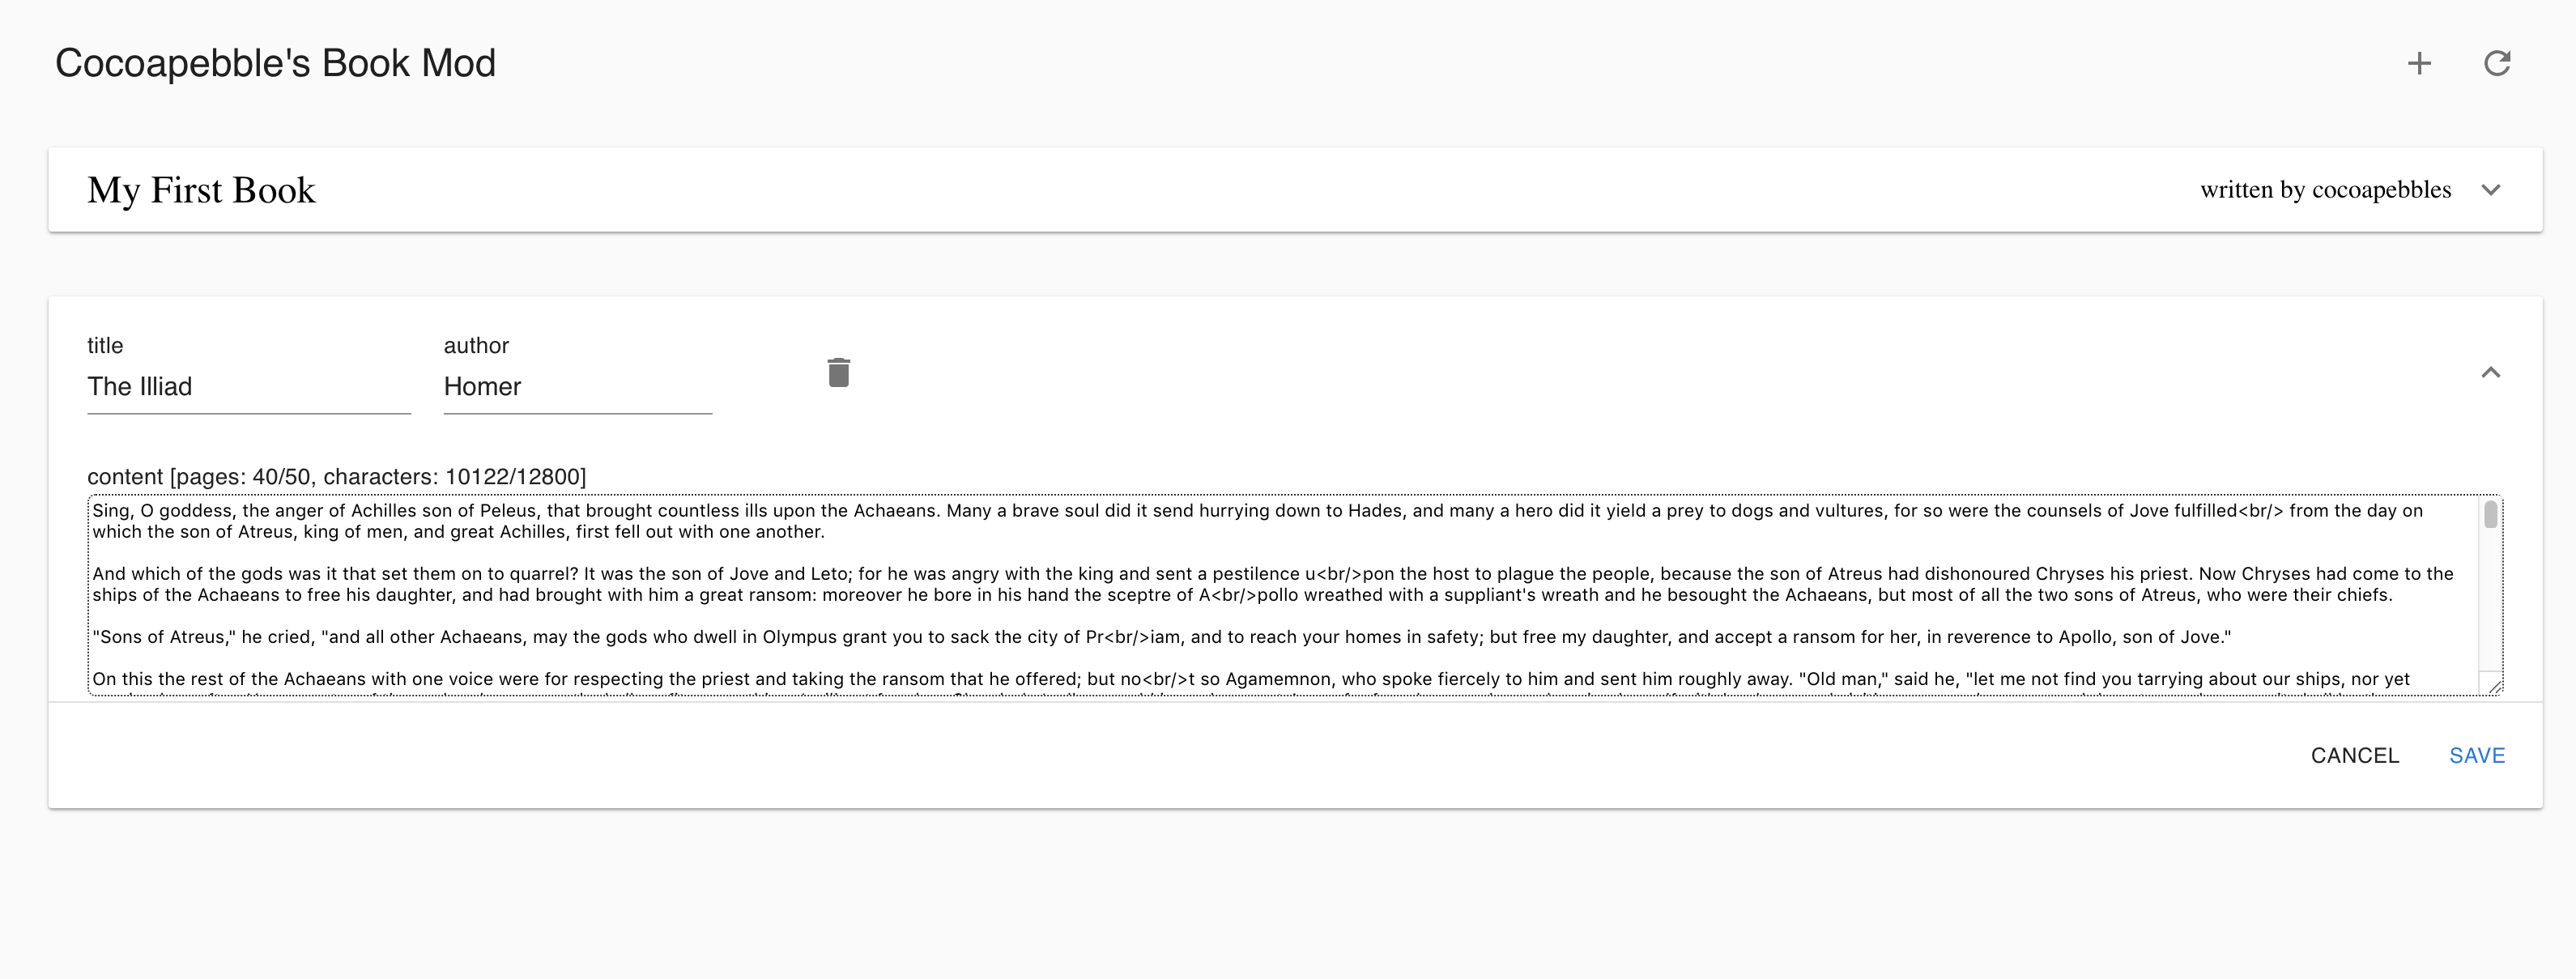 Cocoapebble's Book Mod
My First Book
written by cocoapebbles
title
author
The Illiad
Homer
content [pages: 40/50, characters: 10122/12800]
Sing, O goddess, the anger of Achilles son of Peleus, that brought countless ills upon the Achaeans. Many a brave soul did it send hurrying down to Hades, and many a hero did it yield a prey to dogs and vultures, for so were the counsels of Jove fulfilled<br/> from the day on
which the son of Atreus, king of men, and great Achilles, first fell out with one another.
And which of the gods was it that set them on to quarrel? It was the son of Jove and Leto; for he was angry with the king and sent a pestilence u<br/>pon the host to plague the people, because the son of Atreus had dishonoured Chryses his priest. Now Chryses had come to the
ships of the Achaeans to free his daughter, and had brought with him a great ransom: moreover he bore in his hand the sceptre of A<br/>pollo wreathed with a suppliant's wreath and he besought the Achaeans, but most of all the two sons of Atreus, who were their chiefs.
"Sons of Atreus," he cried, "and all other Achaeans, may the gods who dwell in Olympus grant you to sack the city of Pr<br/>iam, and to reach your homes in safety; but free my daughter, and accept a ransom for her, in reverence to Apollo, son of Jove."
On this the rest of the Achaeans with one voice were for respecting the priest and taking the ransom that he offered; but no<br/>t so Agamemnon, who spoke fiercely to him and sent him roughly away. "Old man," said he, "let me not find you tarrying about our ships, nor yet
CANCEL
SAVE